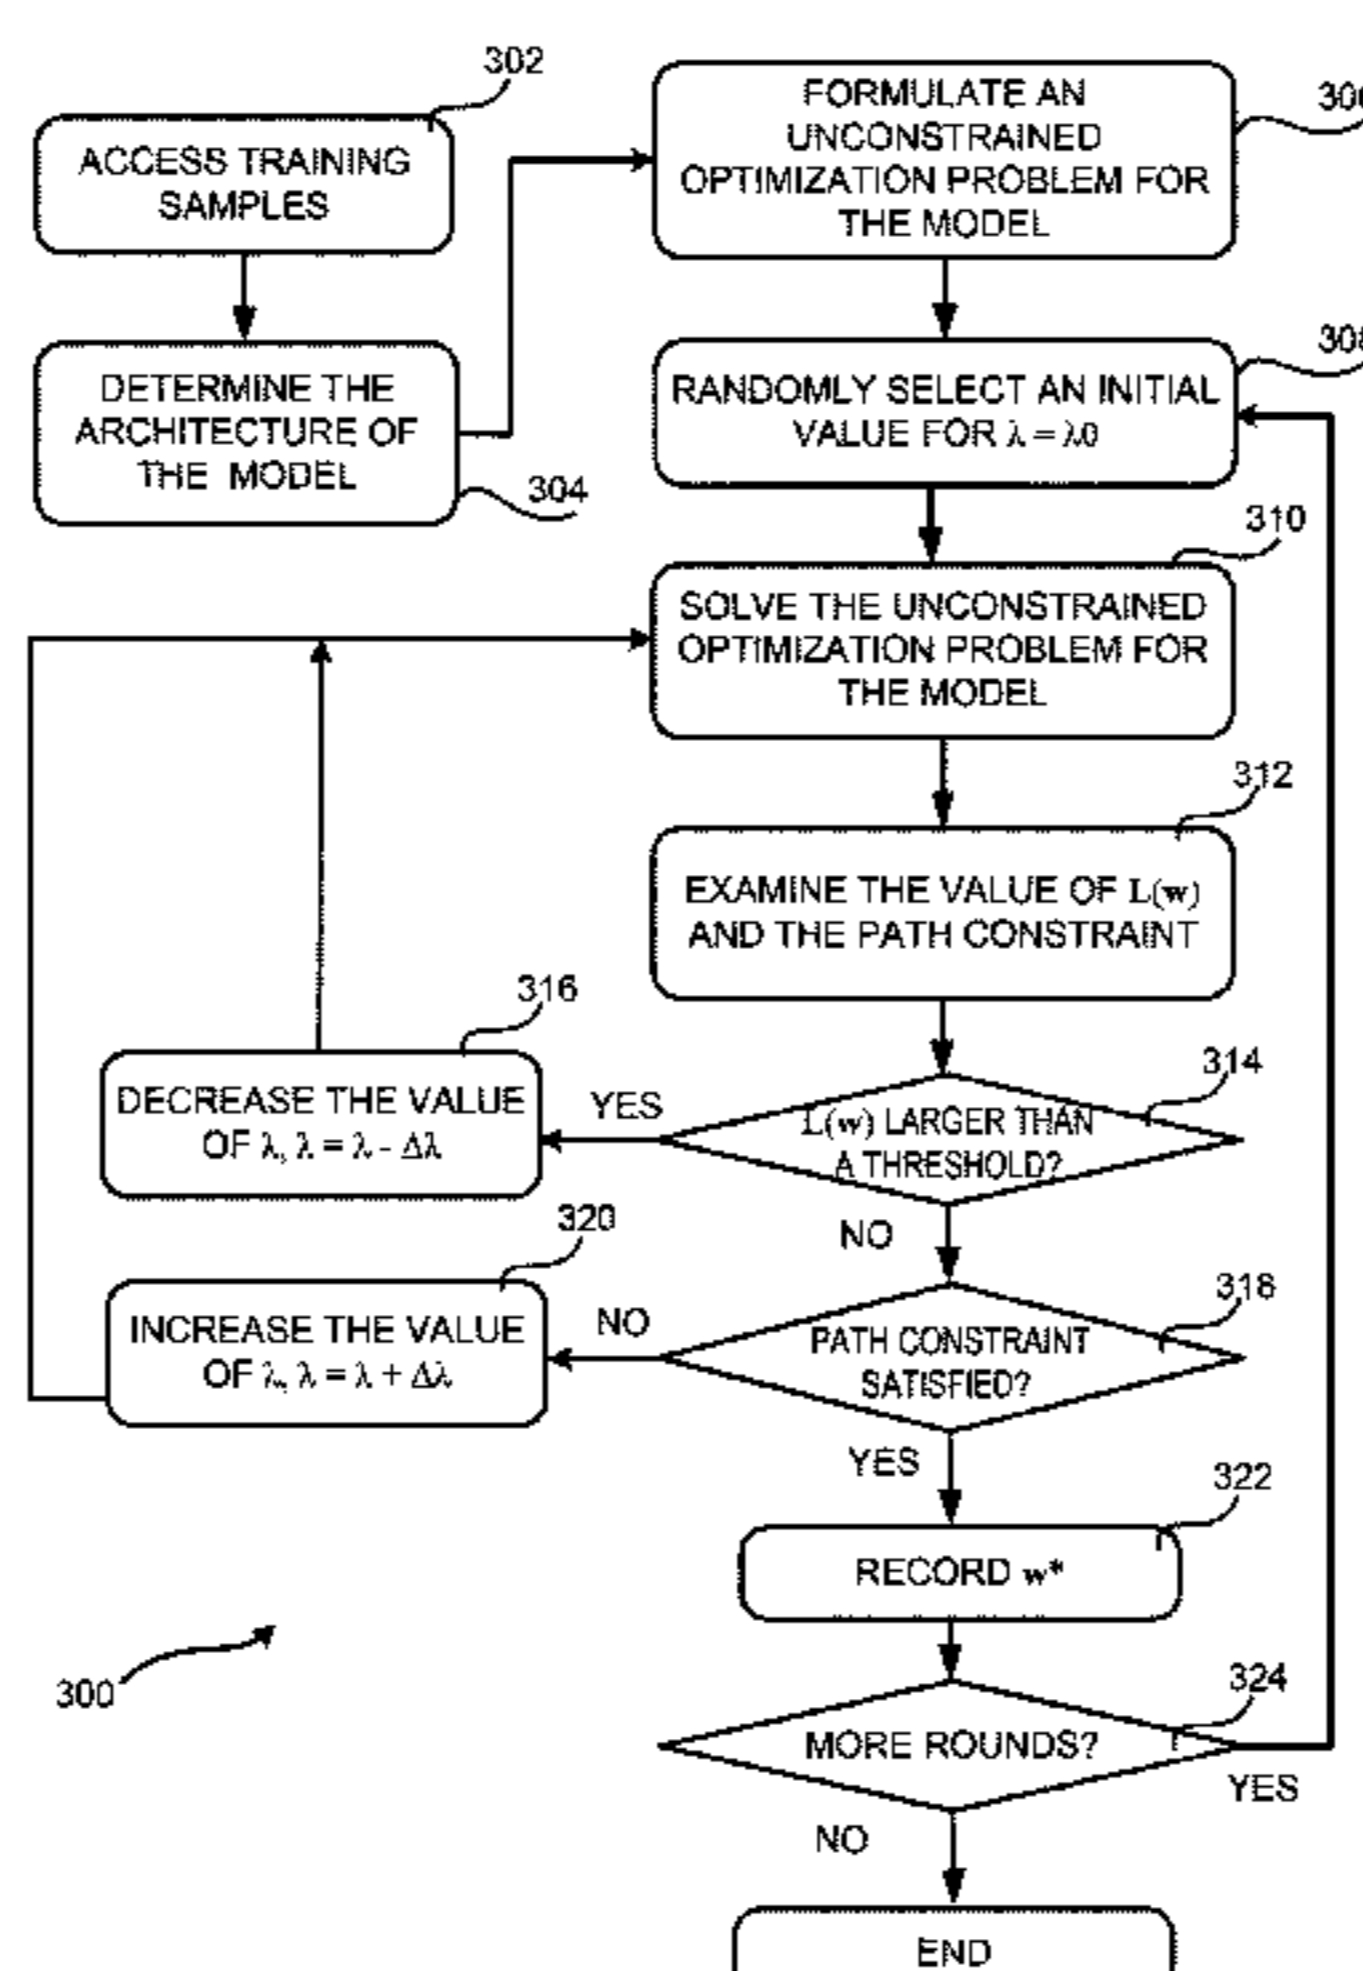 302
ACCESS TRAINING
SAMPLES
FORMULATE AN
UNCONSTRAINED
OPTIMIZATION PROBLEM FOR
THE MODEL
DETERMINE THE
ARCHITECTURE OF
THE MODEL
304
RANDOMLY SELECT AN INITIAL
VALUE FOR λ = λ0
310
SOLVE THE UNCONSTRAINED
OPTIMIZATION PROBLEM FOR
THE MODEL
312
EXAMINE THE VALUE OF L(w)
AND THE PATH CONSTRAINT
314
L(w) LARGER THAN
A THRESHOLD?
YES
316
DECREASE THE VALUE
OF λ, λ = λ - Δλ
NO
318
PATH CONSTRAINT
SATISFIED?
NO
320
INCREASE THE VALUE
OF λ, λ = λ + Δλ
YES
322
RECORD w*
324
MORE ROUNDS?
YES
NO
300
END